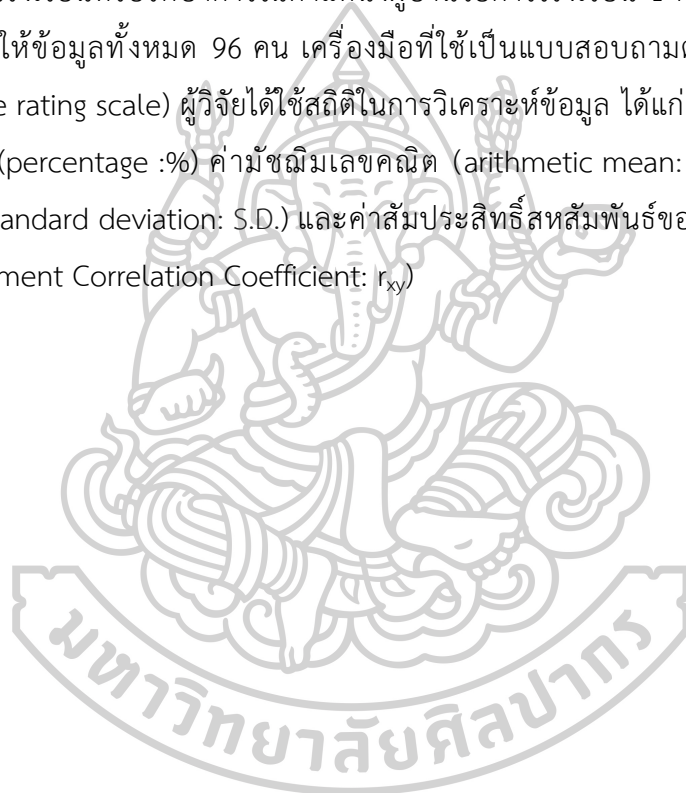 ให้ข้อมูลทั้งหมด 96 คน เครื่องมือที่ใช้เป็นแบบสอบถาม
rating scale) ผู้วิจัยได้ใช้สถิติในการวิเคราะห์ข้อมูล ได้แก่
(percentage :%) ค่ามัชฌิมเลขคณิต (arithmetic mean:
andard deviation: S.D.) และค่าสัมประสิทธิ์สหสัมพันธ์ขอ
ment Correlation Coefficient: rxy)
มหาวิทยาลัยศิลปากร